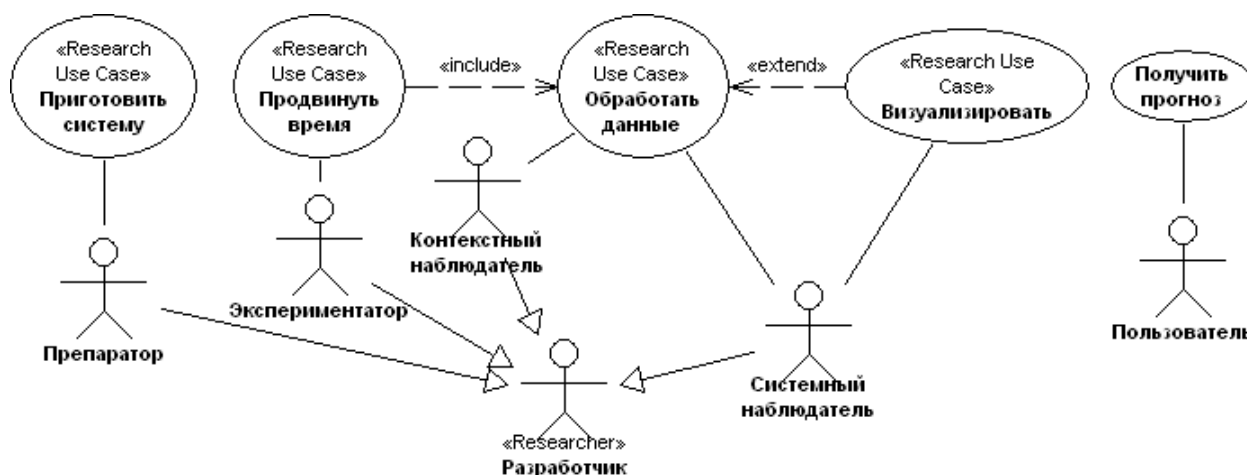 «Research
Use Case»
Приготовить
систему
«Research
Use Case»
Продвинуть
время
«include»
«Research
Use Case»
Обработать
данные
«extend»
«Research Use
Case»
Визуализировать
Получить
прогноз
Контекстный
наблюдатель
Экспериментатор
Препаратор
Системный
наблюдатель
Пользователь
«Researcher»
Разработчик